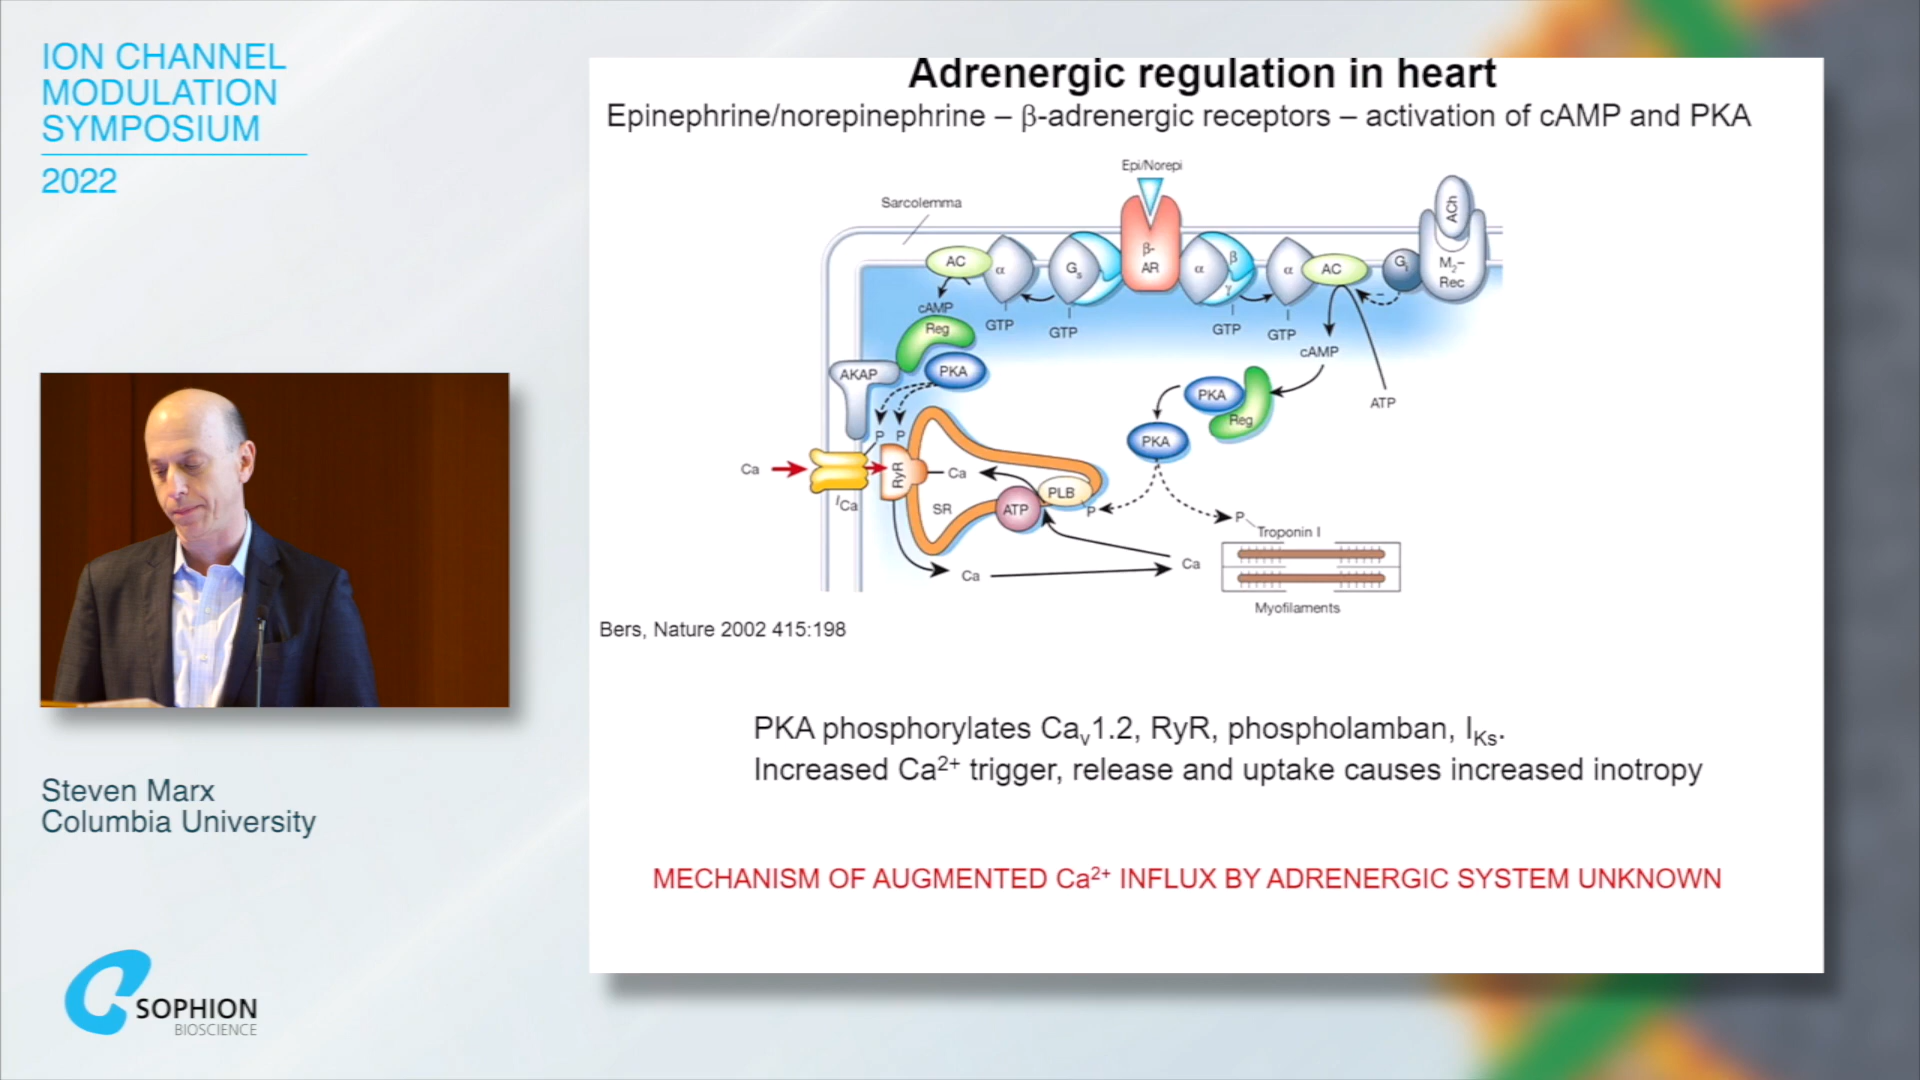 ION CHANNEL
MODULATION
SYMPOSIUM
2022
Adrenergic regulation in heart
Epinephrine/norepinephrine – β-adrenergic receptors – activation of cAMP and PKA
Epi/Norepi
Sarcolemma
ACh
AC
α
Gs
β-
AR
α
β
γ
α
AC
Gi
M2–
Rec
cAMP
GTP
GTP
GTP
GTP
cAMP
Reg
AKAP
PKA
PKA
Reg
ATP
P
P
PKA
Ca
RyR
Ca
ICa
SR
ATP
PLB
P
P
Troponin I
Ca
Ca
Myofilaments
Bers, Nature 2002 415:198
PKA phosphorylates Cav1.2, RyR, phospholamban, IKs.
Increased Ca2+ trigger, release and uptake causes increased inotropy
MECHANISM OF AUGMENTED Ca2+ INFLUX BY ADRENERGIC SYSTEM UNKNOWN
Steven Marx
Columbia University
SOPHION
BIOSCIENCE